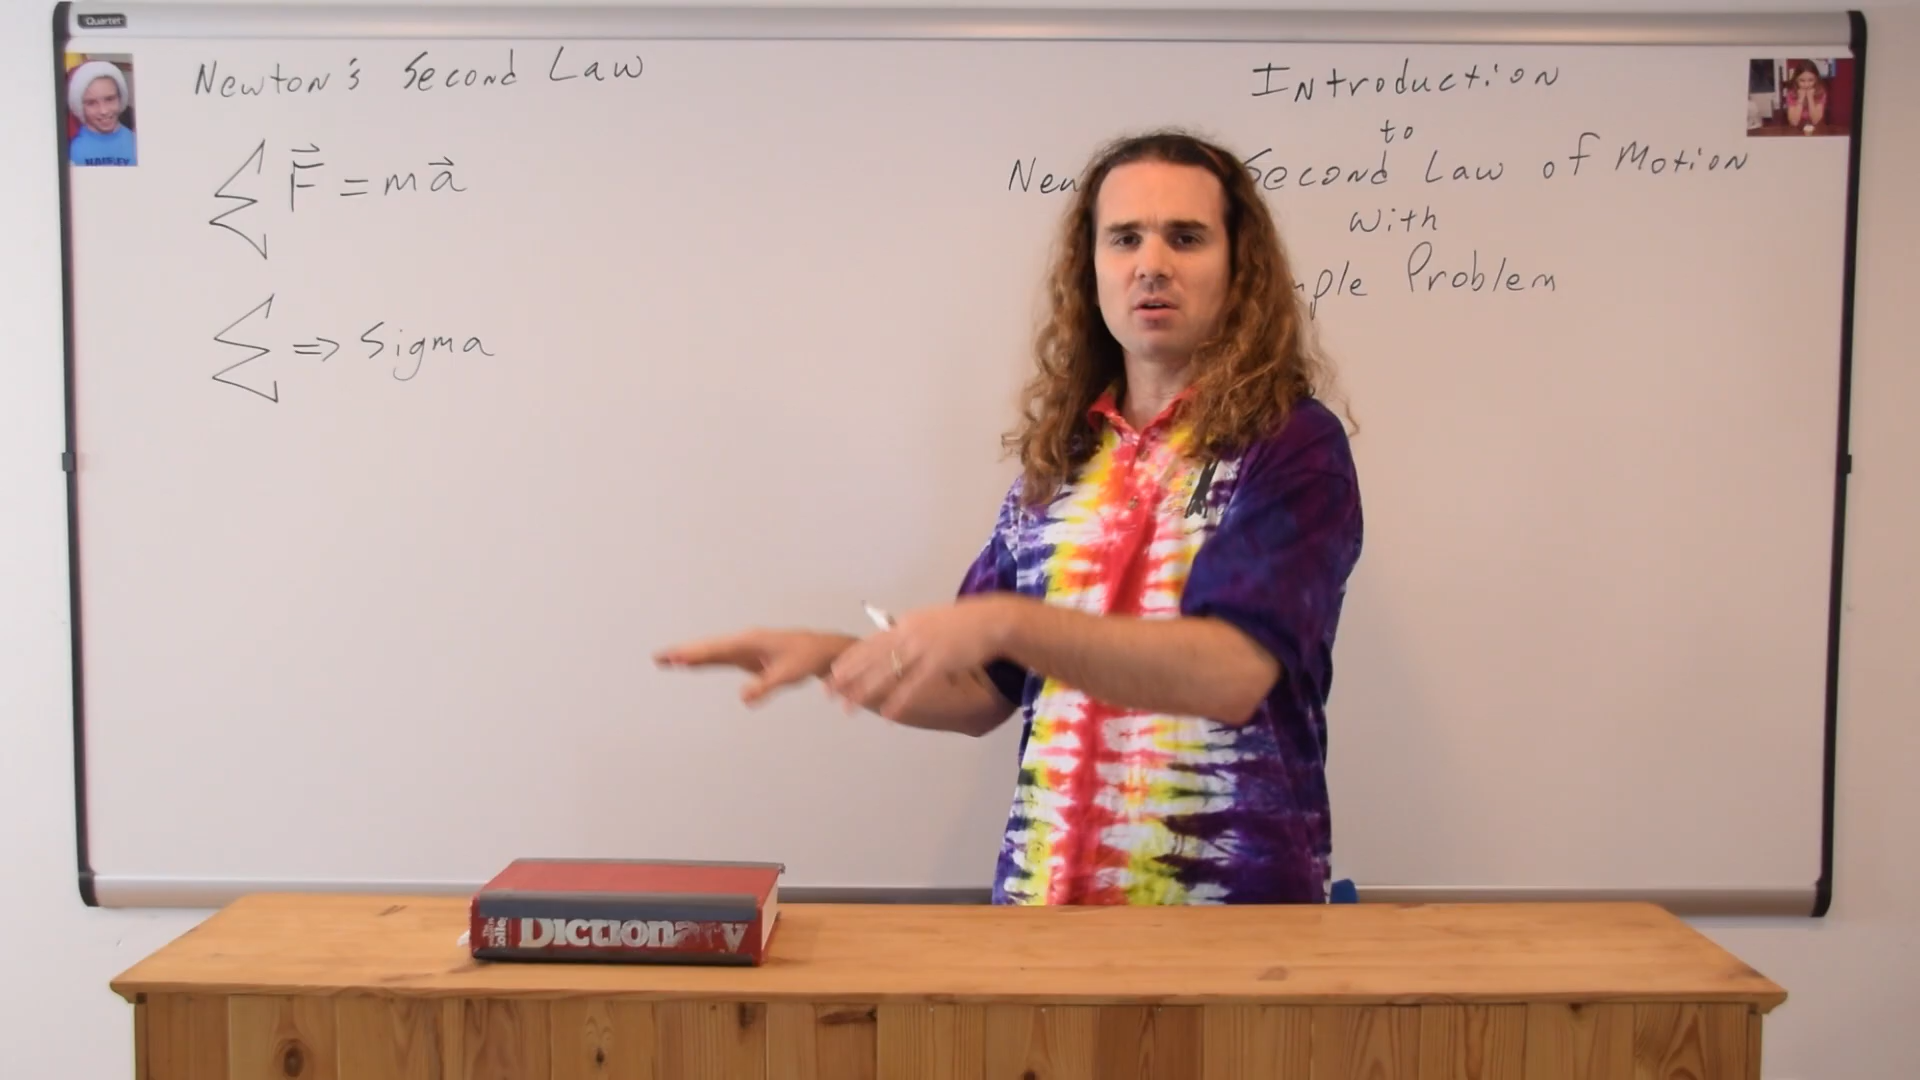 Quartet
Newton's Second Law
ΣF⃗ = ma⃗
Σ => Sigma
Introduction
to
Second Law of Motion
with
Problem
Dictionary